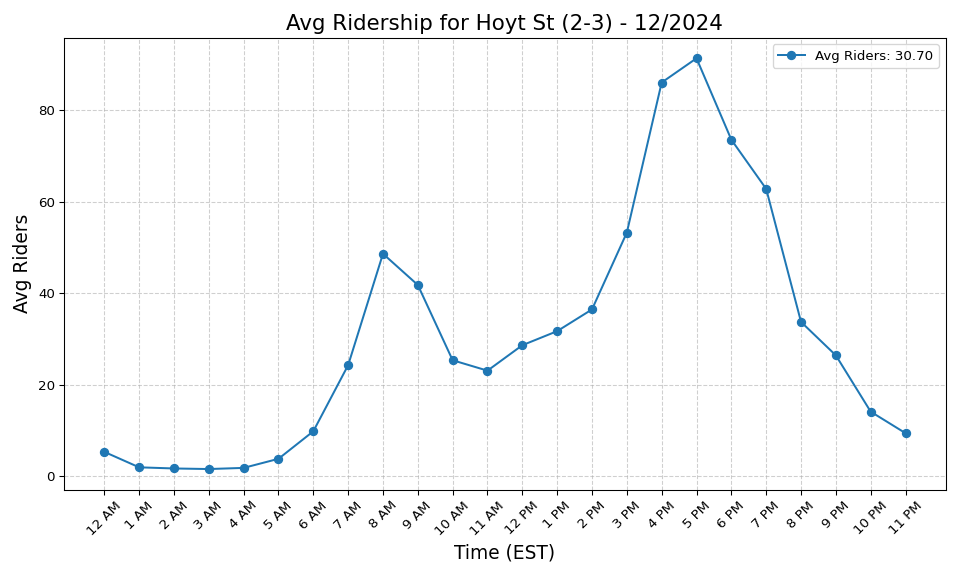 Avg Ridership for Hoyt St (2-3) - 12/2024
Avg Riders: 30.70
Avg Riders
80
60
40
20
0
12 AM
1 AM
2 AM
3 AM
4 AM
5 AM
6 AM
7 AM
8 AM
9 AM
10 AM
11 AM
12 PM
1 PM
2 PM
3 PM
4 PM
5 PM
6 PM
7 PM
8 PM
9 PM
10 PM
11 PM
Time (EST)